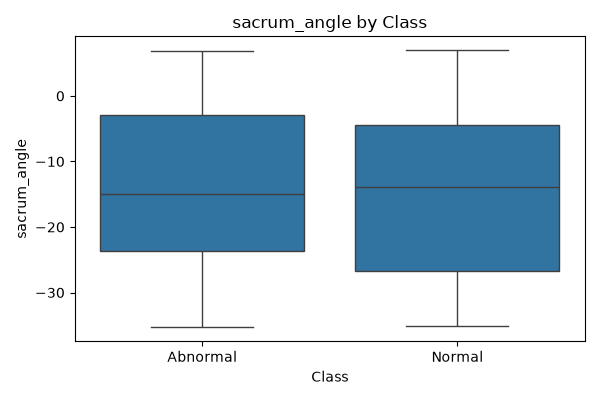 sacrum_angle by Class
sacrum_angle
0
−10
−20
−30
Abnormal
Normal
Class